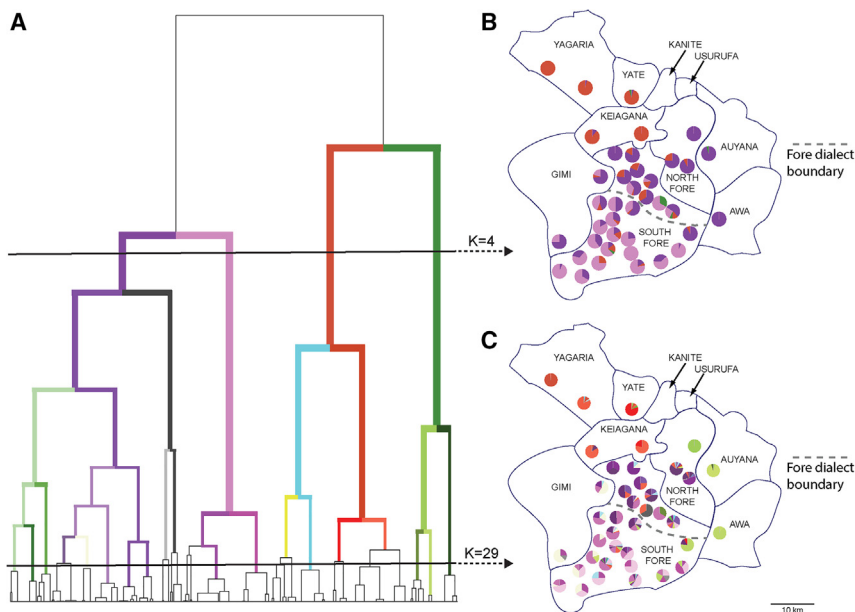 A
K=4
K=29
B
YAGARIA
KANITE
USURUFA
YATE
KEIAGANA
AUYANA
Fore dialect
boundary
GIMI
NORTH
FORE
AWA
SOUTH
FORE
C
YAGARIA
KANITE
USURUFA
YATE
KEIAGANA
AUYANA
Fore dialect
boundary
GIMI
NORTH
FORE
AWA
SOUTH
FORE
10 km